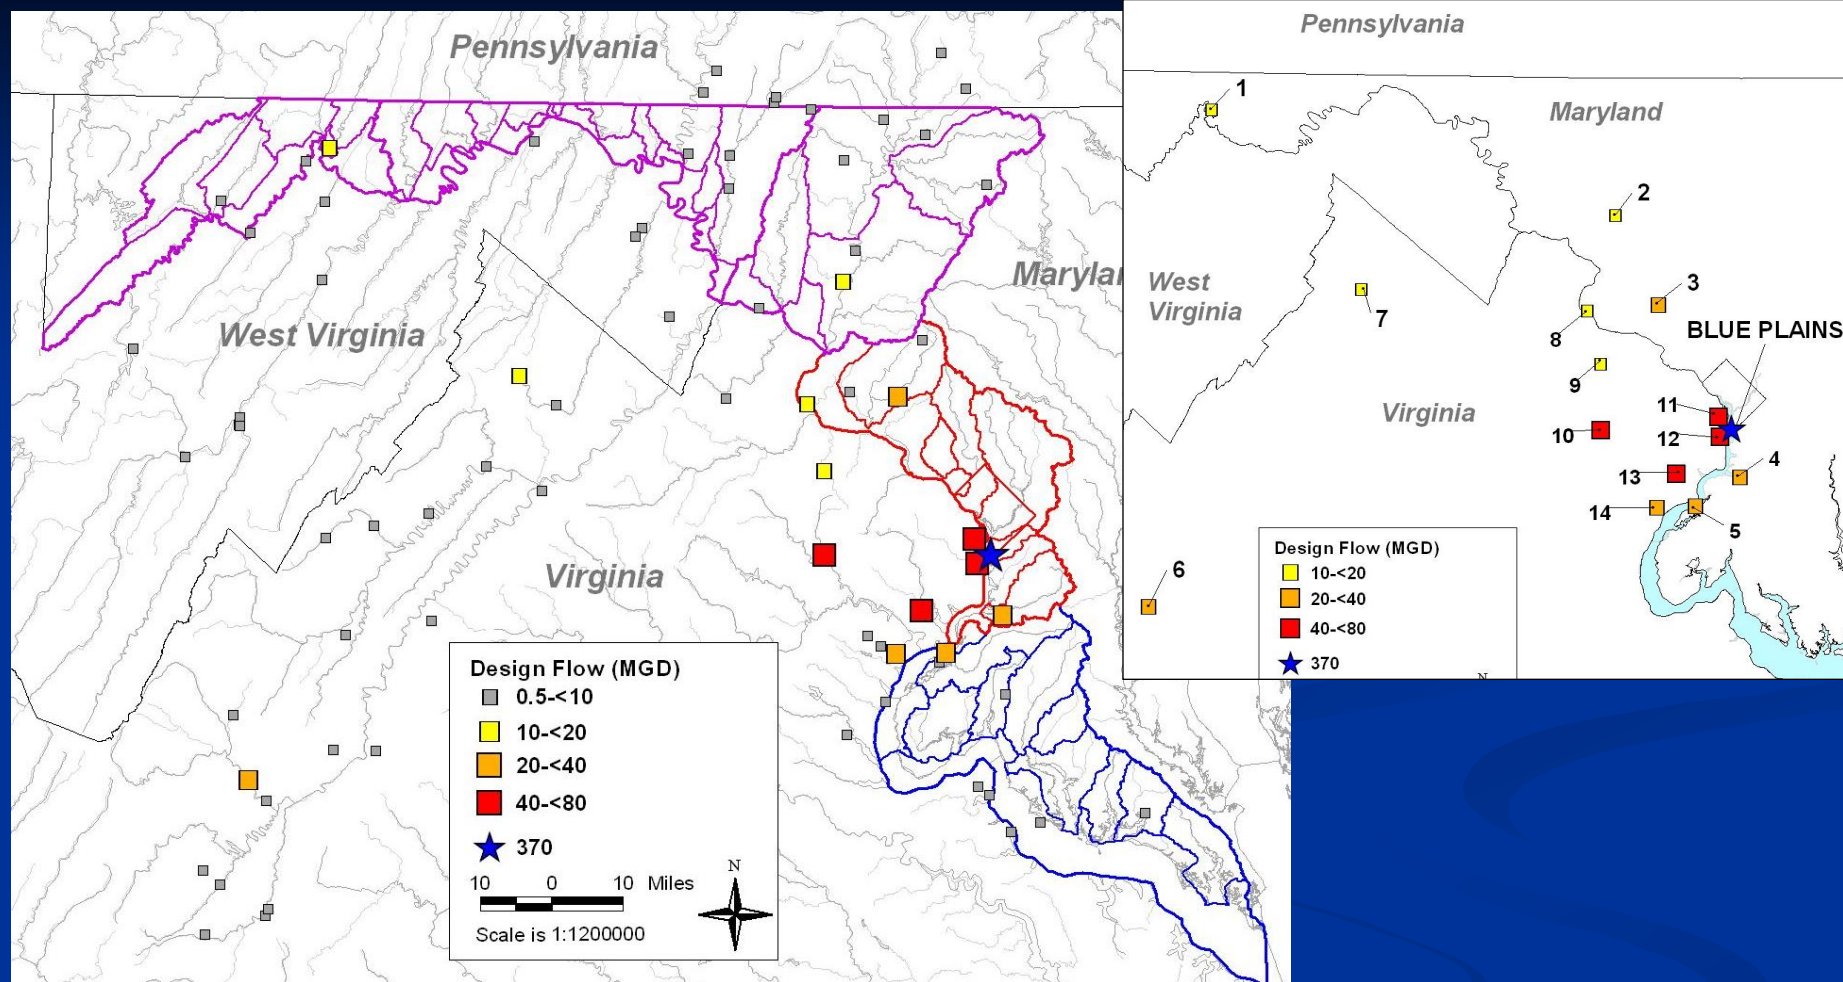 Pennsylvania
Marylan
West Virginia
Virginia
Design Flow (MGD)
0.5-<10
10-<20
20-<40
40-<80
370
10 0 10 Miles
Scale is 1:1200000
N
Pennsylvania
1
Maryland
2
West
Virginia
3
7
8
BLUE PLAINS
9
Virginia
11
10
12
4
13
14
5
6
Design Flow (MGD)
10-<20
20-<40
40-<80
370
N